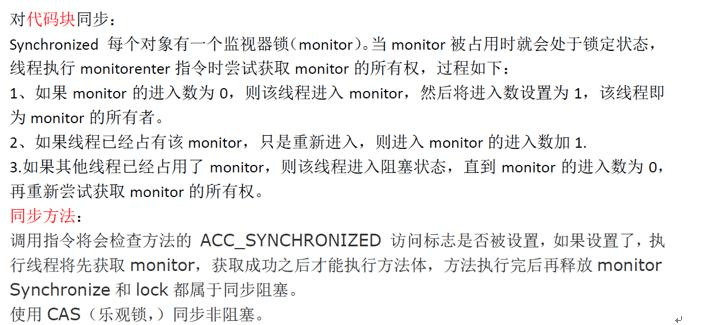 对代码块同步：
Synchronized 每个对象有一个监视器锁（monitor）。当 monitor 被占用时就会处于锁定状态，
线程执行 monitorenter 指令时尝试获取 monitor 的所有权，过程如下：
1、如果 monitor 的进入数为 0，则该线程进入 monitor，然后将进入数设置为 1，该线程即
为 monitor 的所有者。
2、如果线程已经占有该 monitor，只是重新进入，则进入 monitor 的进入数加 1.
3.如果其他线程已经占用了 monitor，则该线程进入阻塞状态，直到 monitor 的进入数为 0，
再重新尝试获取 monitor 的所有权。
同步方法：
调用指令将会检查方法的 ACC_SYNCHRONIZED 访问标志是否被设置，如果设置了，执
行线程将先获取 monitor，获取成功之后才能执行方法体，方法执行完后再释放 monitor
Synchronize 和 lock 都属于同步阻塞。
使用 CAS（乐观锁，）同步非阻塞。